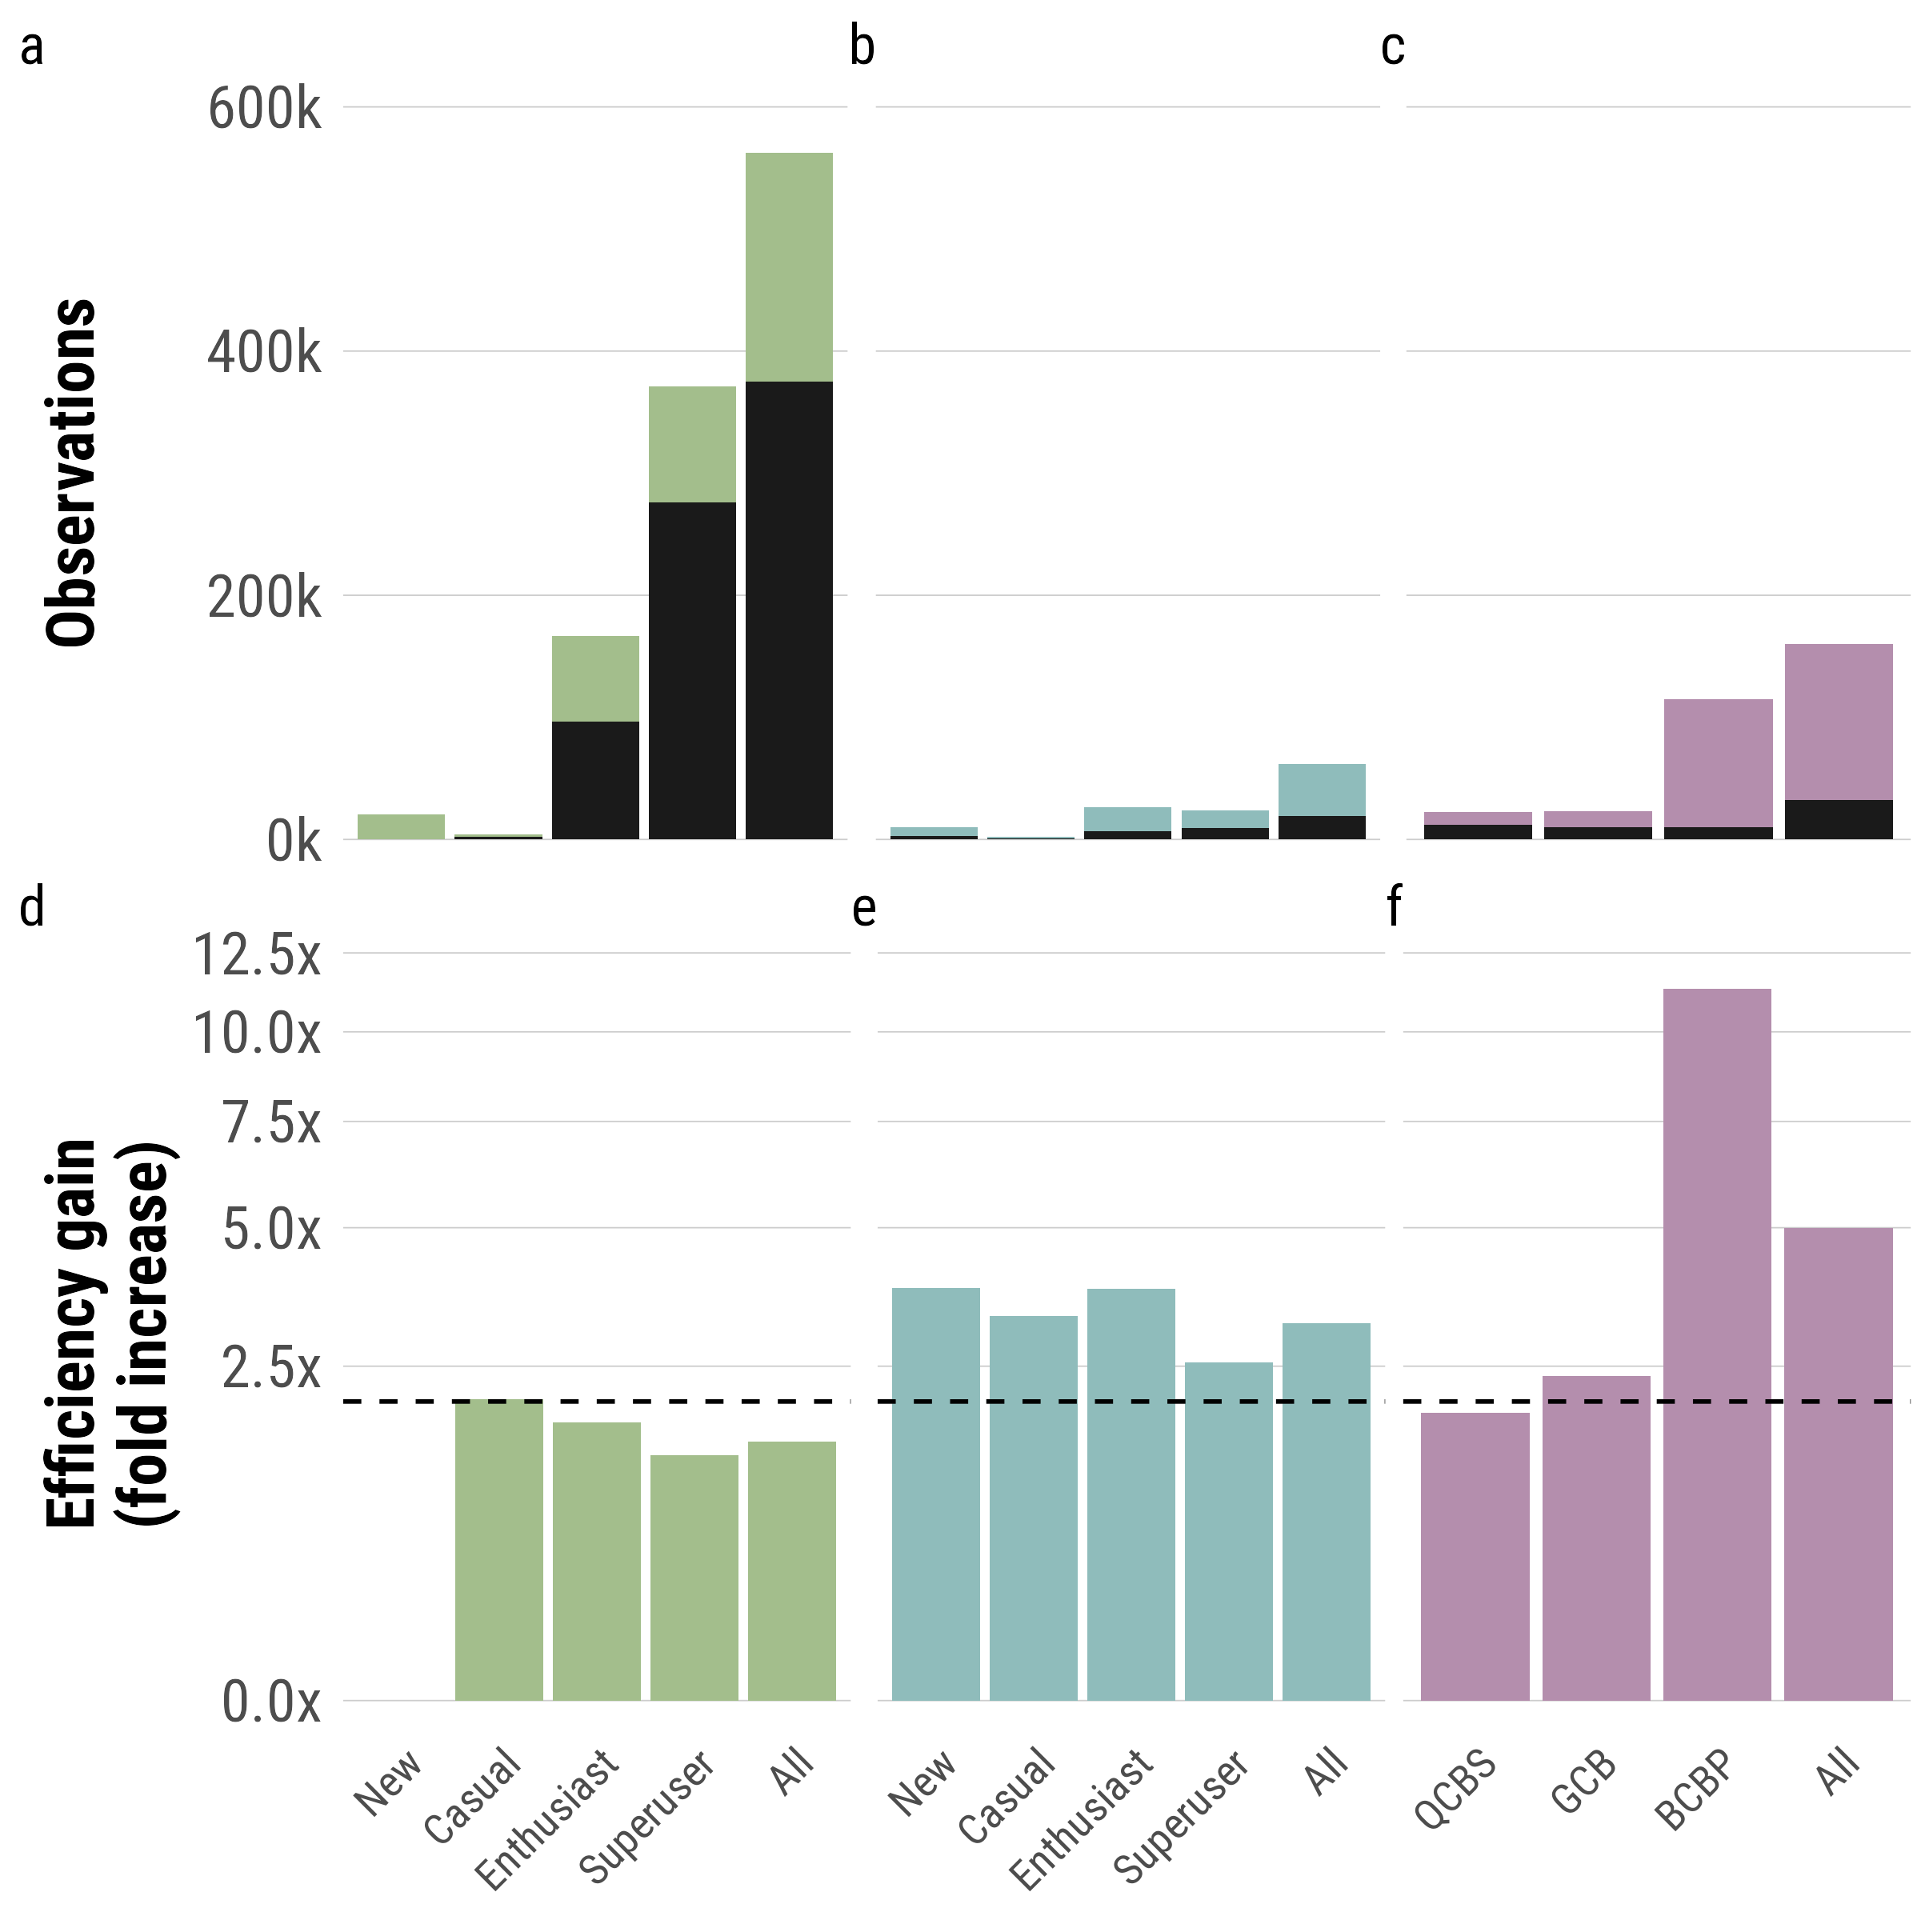 a
b
c
600k
400k
200k
0k
Observations
d
e
f
12.5x
10.0x
7.5x
5.0x
2.5x
0.0x
Efficiency gain
(fold increase)
New
Casual
Enthusiast
Superuser
All
New
Casual
Enthusiast
Superuser
All
QCBS
GCB
BCBP
All